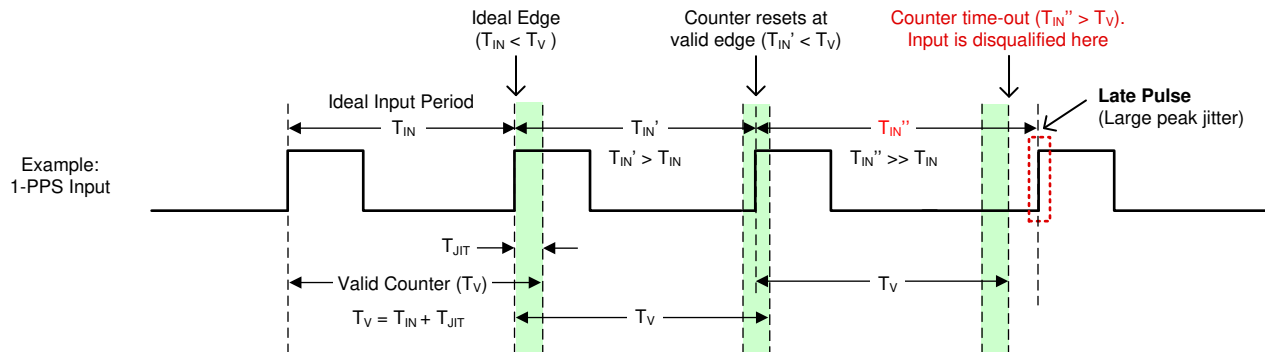 Ideal Edge
(T_IN < T_V )
Counter resets at
valid edge (T_IN' < T_V)
Counter time-out (T_IN'' > T_V).
Input is disqualified here
Late Pulse
(Large peak jitter)
Ideal Input Period
T_IN
T_IN'
T_IN''
Example:
1-PPS Input
T_IN' > T_IN
T_IN'' >> T_IN
T_JIT
Valid Counter (T_V)
T_V
T_V = T_IN + T_JIT
T_V